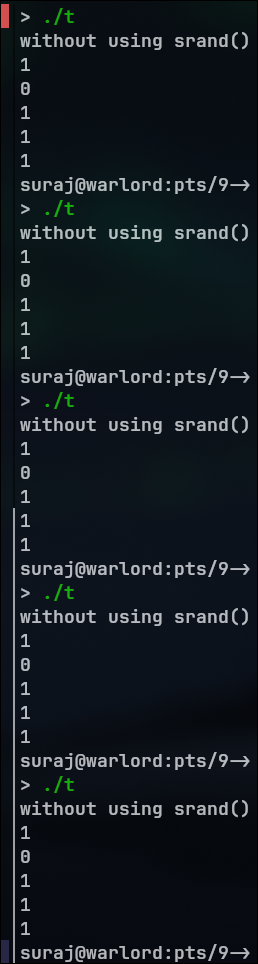 > ./t
without using srand()
1
0
1
1
1
suraj@warlord:pts/9->
> ./t
without using srand()
1
0
1
1
1
suraj@warlord:pts/9->
> ./t
without using srand()
1
0
1
1
1
suraj@warlord:pts/9->
> ./t
without using srand()
1
0
1
1
1
suraj@warlord:pts/9->
> ./t
without using srand()
1
0
1
1
1
suraj@warlord:pts/9->